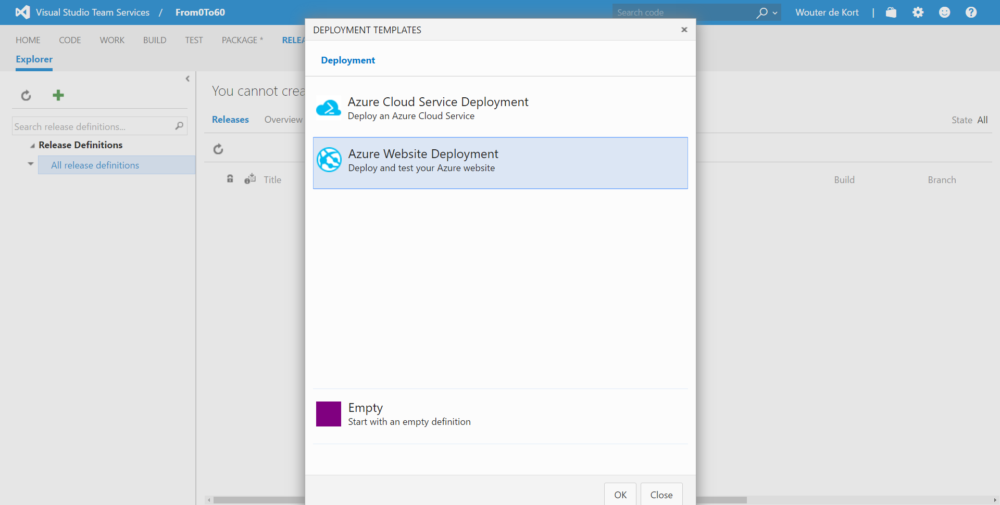 Visual Studio Team Services / From0To60
Search code
Wouter de Kort |
HOME CODE WORK BUILD TEST PACKAGE * RELEA
Explorer
DEPLOYMENT TEMPLATES
Deployment
Search release definitions...
Release Definitions
All release definitions
You cannot crea
Releases Overview
State All
Title
Build Branch
Azure Cloud Service Deployment
Deploy an Azure Cloud Service
Azure Website Deployment
Deploy and test your Azure website
Empty
Start with an empty definition
OK Close